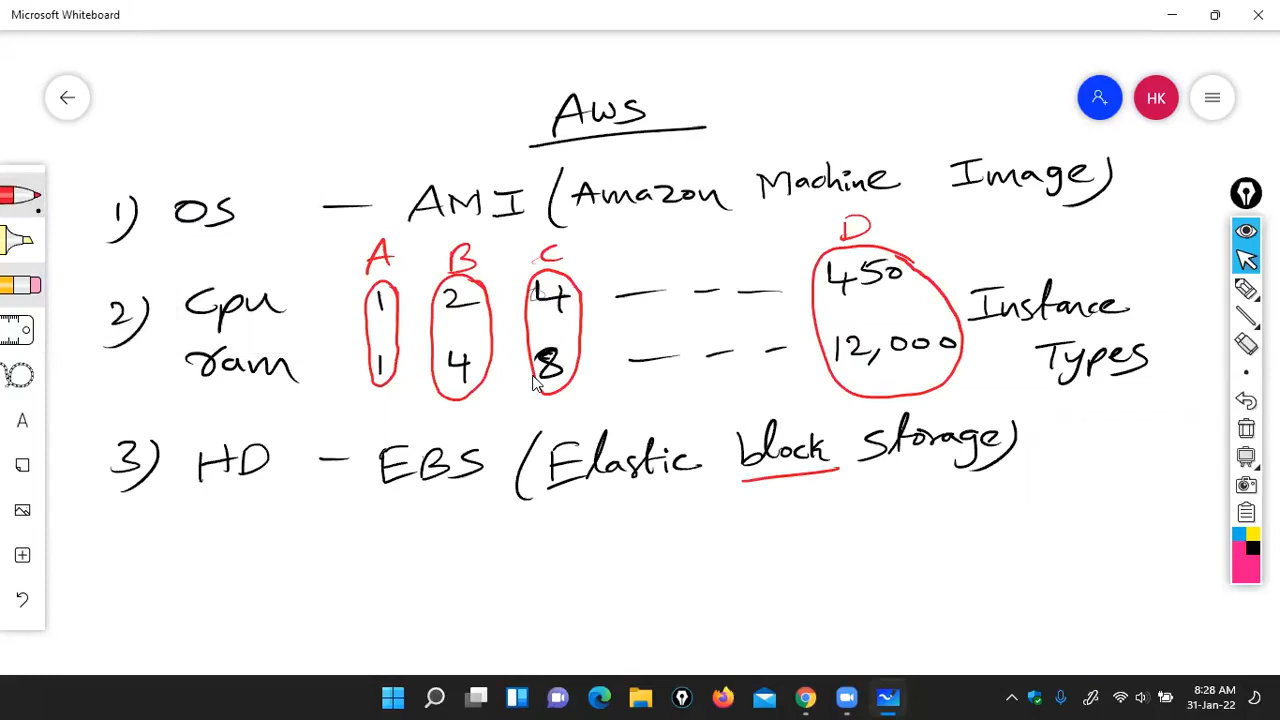 Microsoft Whiteboard
HK
AWS
1) OS — AMI (Amazon Machine Image)
A B C D
2) Cpu 1 2 4 — - — 450 Instance
ram 1 4 8 — - - 12,000 Types
3) HD — EBS (Elastic block storage)
A
8:28 AM
31-Jan-22